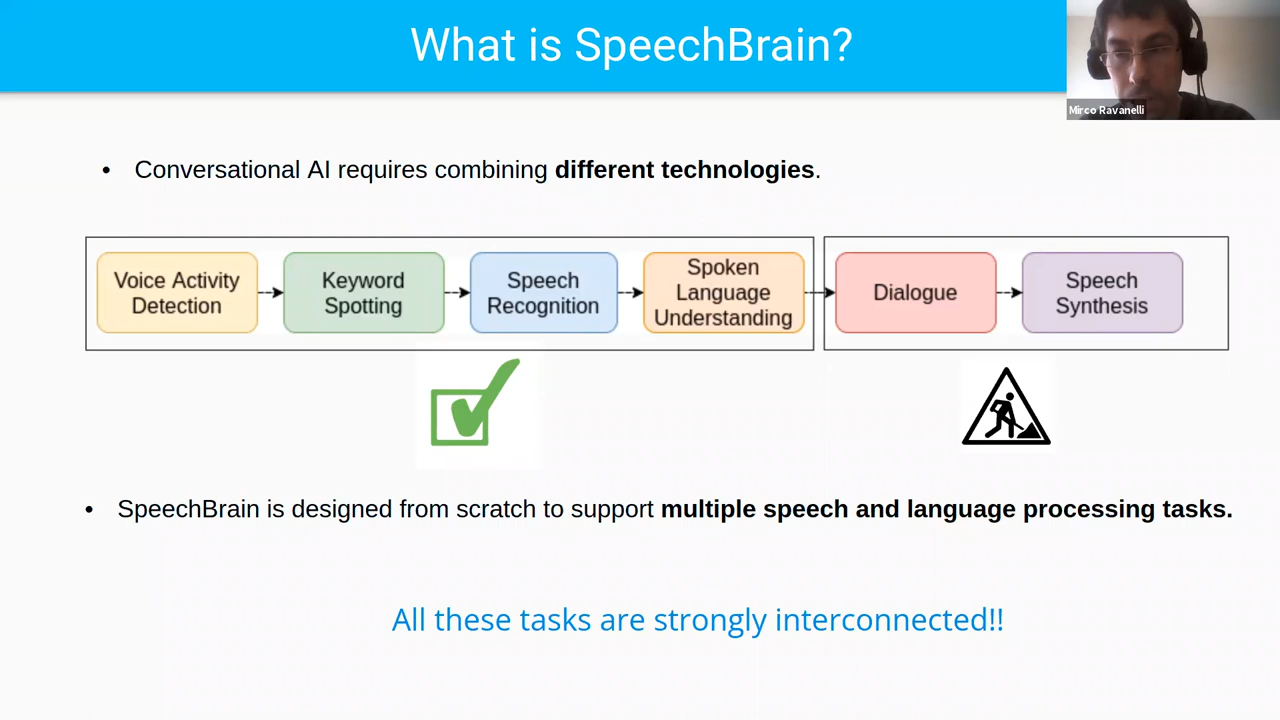 What is SpeechBrain?
Mirco Ravanelli
• Conversational AI requires combining different technologies.
Voice Activity
Detection
Keyword
Spotting
Speech
Recognition
Spoken
Language
Understanding
Dialogue
Speech
Synthesis
• SpeechBrain is designed from scratch to support multiple speech and language processing tasks.
All these tasks are strongly interconnected!!